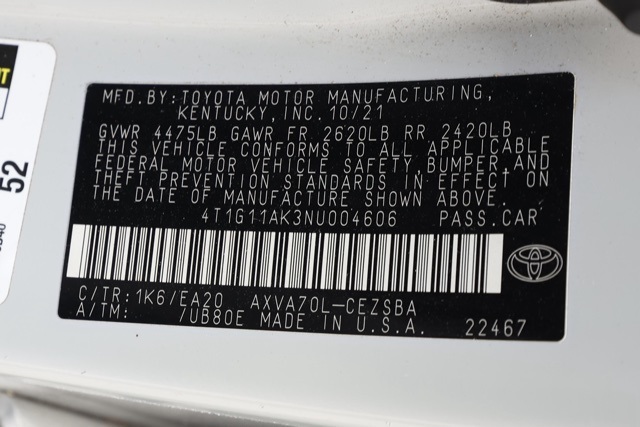 MFD.BY:TOYOTA MOTOR MANUFACTURING,
KENTUCKY,INC.10/21
GVWR 4475LB GAWR FR 2620LB RR 2420LB
THIS VEHICLE CONFORMS TO ALL APPLICABLE
FEDERAL MOTOR VEHICLE SAFETY,BUMPER,AND
THEFT PREVENTION STANDARDS IN EFFECT ON
THE DATE OF MANUFACTURE SHOWN ABOVE.
4T1G11AK3NU004606 PASS.CAR
C/TR:1K6/EA20 AXVA70L-CEZSBA
A/TM: /UB80E MADE IN U.S.A. 22467
52